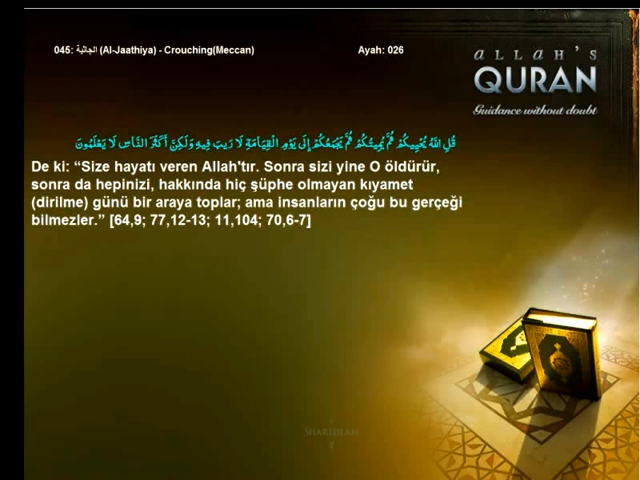 045: الجاثية (Al-Jaathiya) - Crouching(Meccan) Ayah: 026
ALLAH'S
QURAN
Guidance without doubt
قُلِ اللَّهُ يُحْيِيكُمْ ثُمَّ يُمِيتُكُمْ ثُمَّ يَجْمَعُكُمْ إِلَى يَوْمِ الْقِيَامَةِ لَا رَيْبَ فِيهِ وَلَكِنَّ أَكْثَرَ النَّاسِ لَا يَعْلَمُونَ
De ki: “Size hayatı veren Allah'tır. Sonra sizi yine O öldürür,
sonra da hepinizi, hakkında hiç şüphe olmayan kıyamet
(dirilme) günü bir araya toplar; ama insanların çoğu bu gerçeği
bilmezler.” [64,9; 77,12-13; 11,104; 70,6-7]